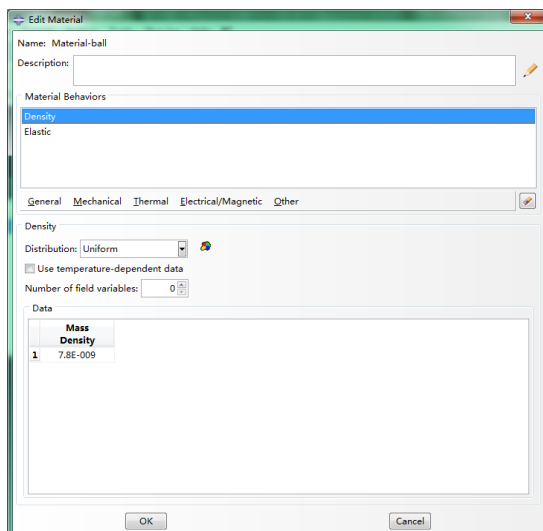 Edit Material
Name: Material-ball
Description:
Material Behaviors
Density
Elastic
General Mechanical Thermal Electrical/Magnetic Other
Density
Distribution: Uniform
Use temperature-dependent data
Number of field variables: 0
Data
Mass
Density
1 7.8E-009
OK Cancel